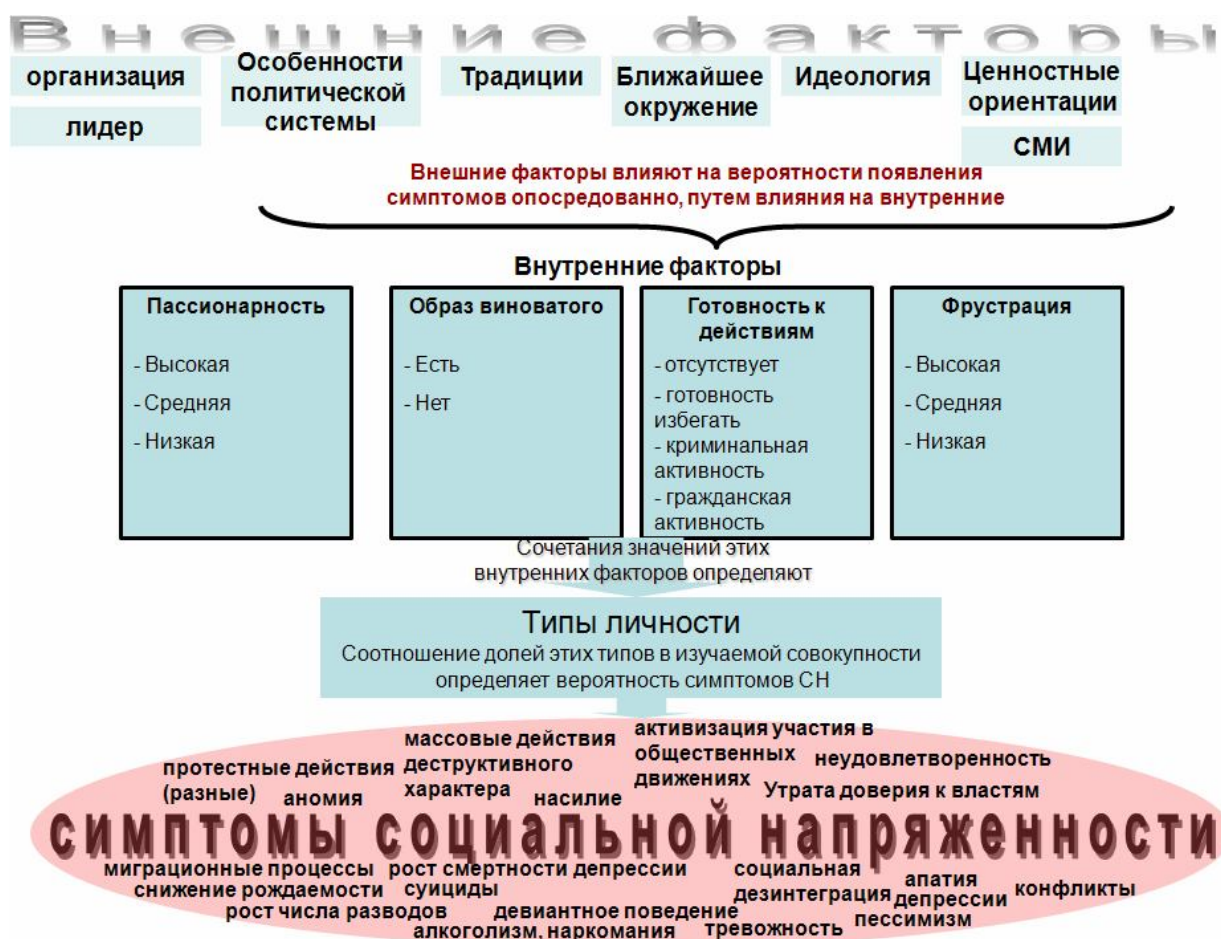 Внешние факторы
организация
лидер
Особенности
политической
системы
Традиции
Ближайшее
окружение
Идеология
Ценностные
ориентации
СМИ
Внешние факторы влияют на вероятности появления
симптомов опосредованно, путем влияния на внутренние
Внутренние факторы
Пассионарность
- Высокая
- Средняя
- Низкая
Образ виноватого
- Есть
- Нет
Готовность к
действиям
- отсутствует
- готовность
избегать
- криминальная
активность
- гражданская
активность
Фрустрация
- Высокая
- Средняя
- Низкая
Сочетания значений этих
внутренних факторов определяют
Типы личности
Соотношение долей этих типов в изучаемой совокупности
определяет вероятность симптомов СН
протестные действия
(разные)
аномия
массовые действия
деструктивного
характера
насилие
активизация участия в
общественных
движениях
неудовлетворенность
Утрата доверия к властям
симптомы социальной напряженности
миграционные процессы
снижение рождаемости
рост числа разводов
рост смертности депрессии
суициды
девиантное поведение
алкоголизм, наркомания
социальная
дезинтеграция
тревожность
апатия
депрессии
пессимизм
конфликты